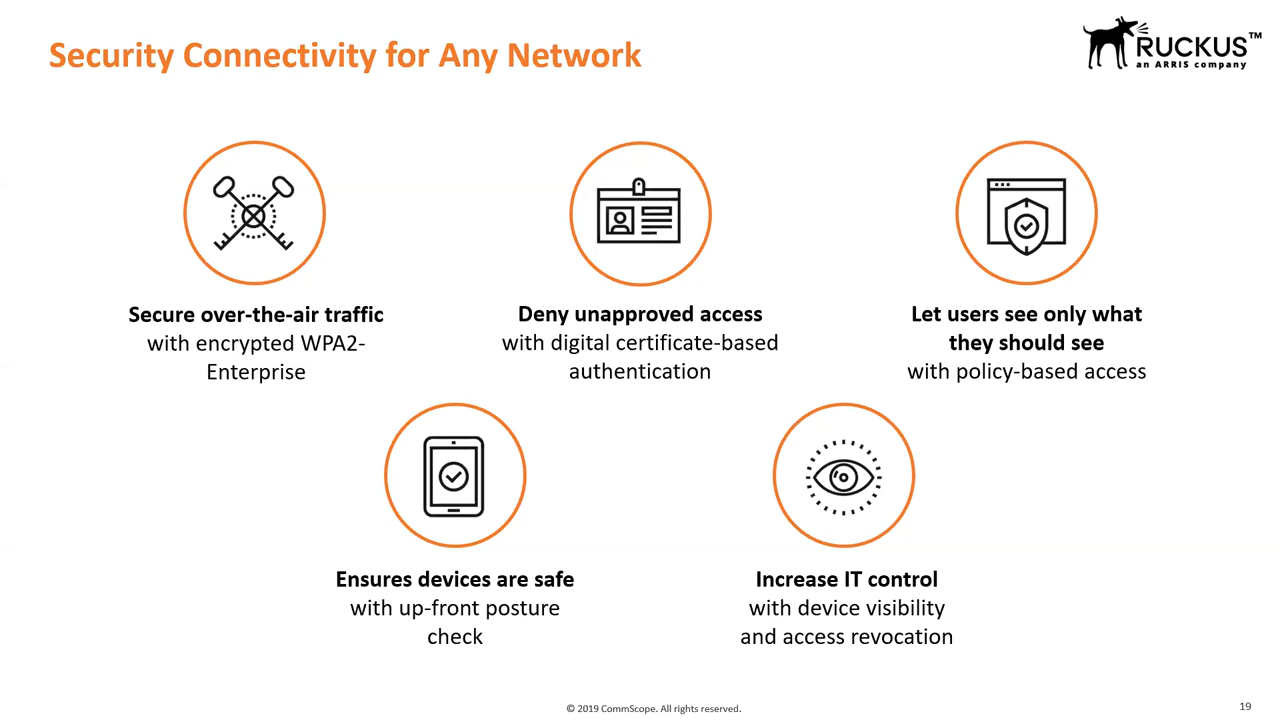 Security Connectivity for Any Network
RUCKUS™
an ARRIS company
Secure over-the-air traffic
with encrypted WPA2-
Enterprise
Deny unapproved access
with digital certificate-based
authentication
Let users see only what
they should see
with policy-based access
Ensures devices are safe
with up-front posture
check
Increase IT control
with device visibility
and access revocation
© 2019 CommScope. All rights reserved.
19